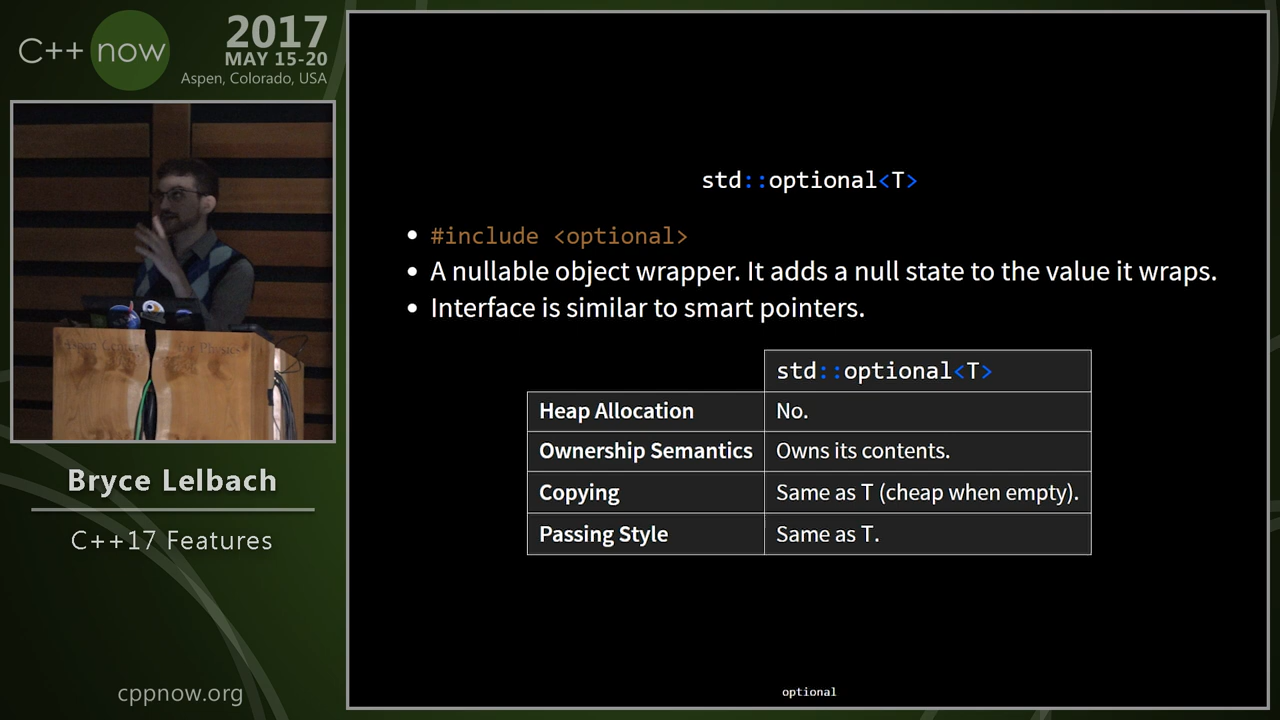 C++ now
2017
MAY 15-20
Aspen, Colorado, USA
Bryce Lelbach
C++17 Features
cppnow.org
std::optional<T>
• #include <optional>
• A nullable object wrapper. It adds a null state to the value it wraps.
• Interface is similar to smart pointers.
std::optional<T>
Heap Allocation No.
Ownership Semantics Owns its contents.
Copying Same as T (cheap when empty).
Passing Style Same as T.
optional